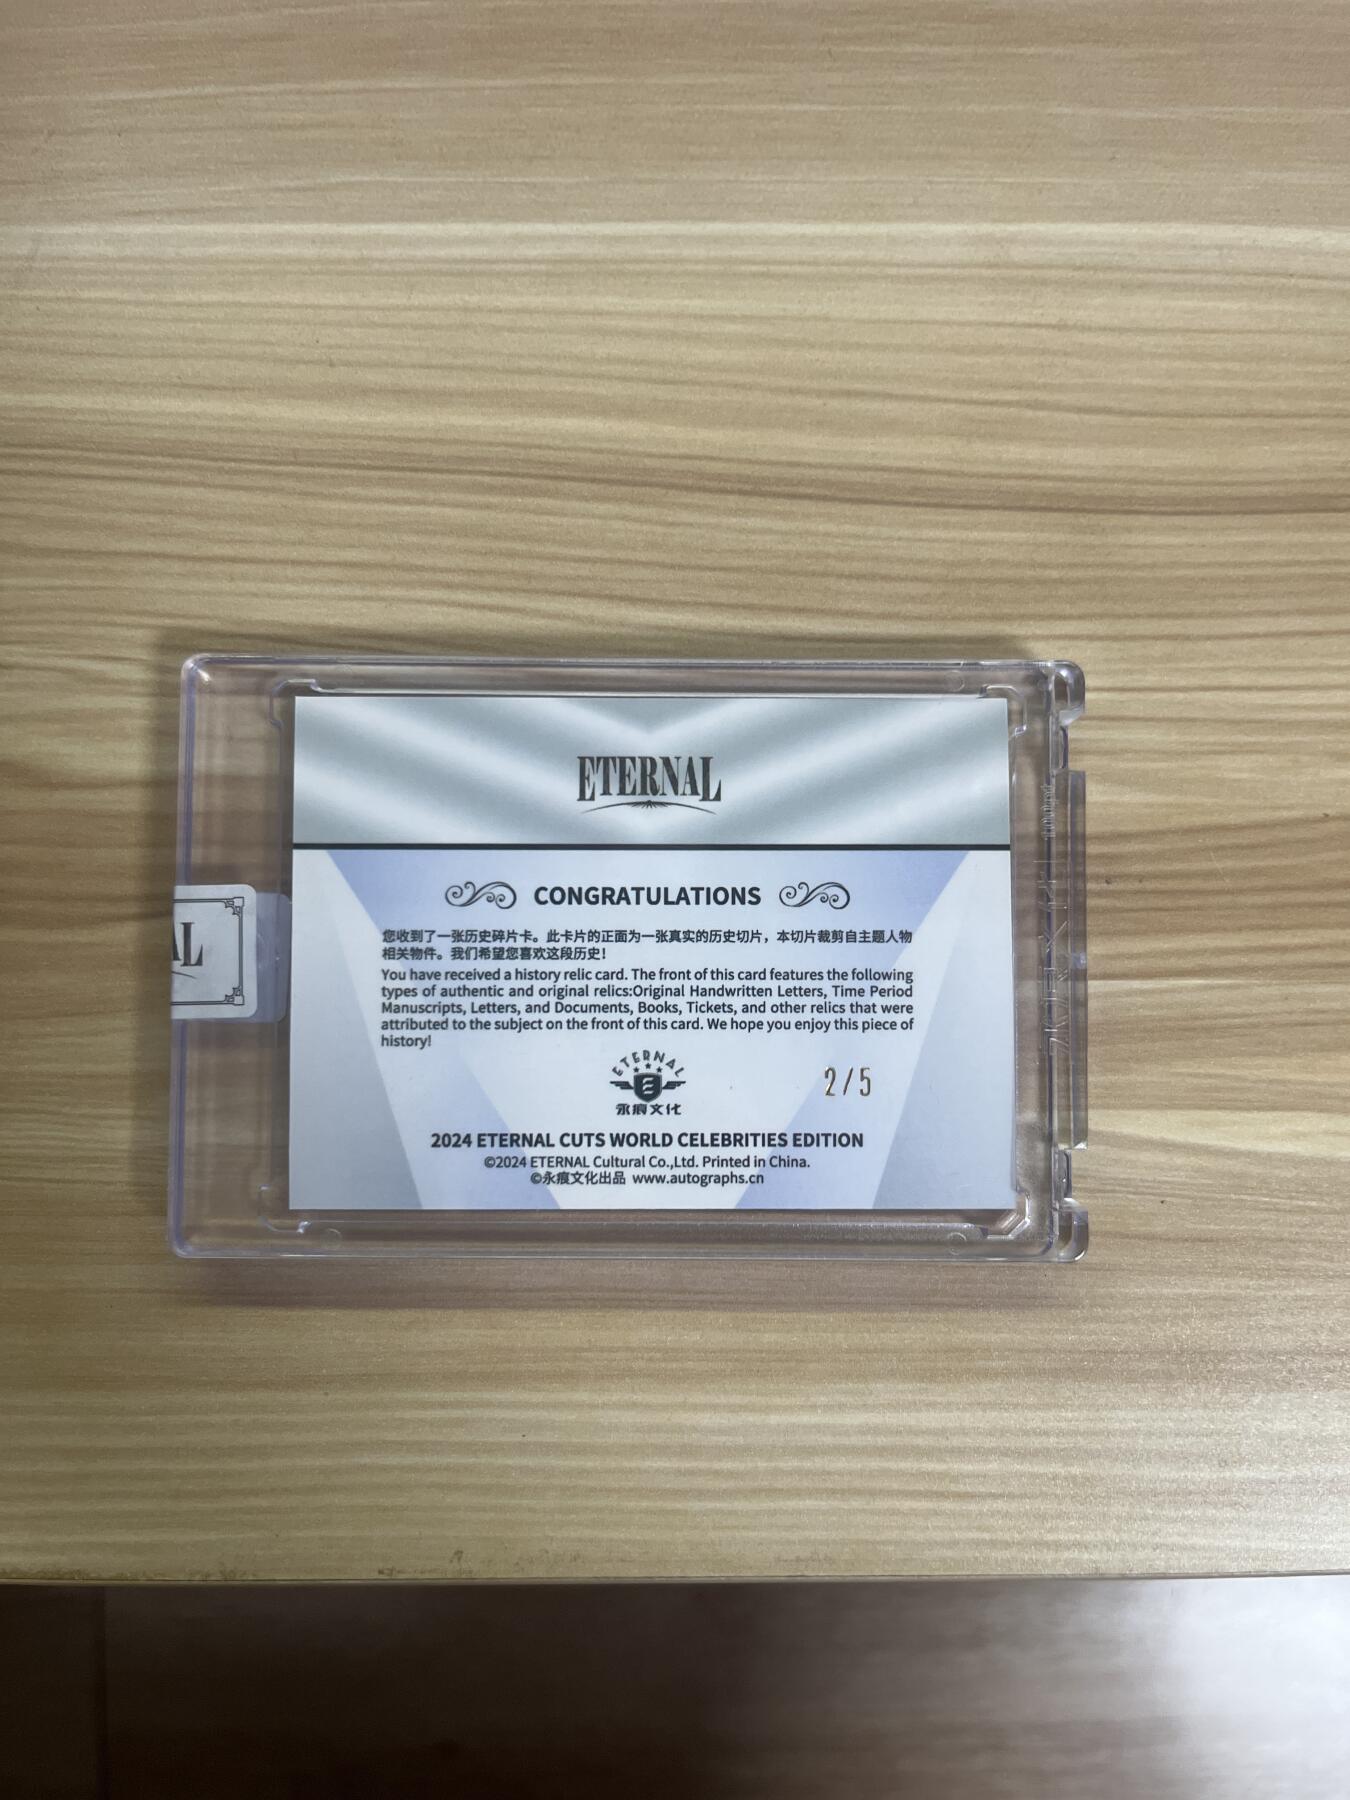 ETERNAL
CONGRATULATIONS
您收到了一张历史碎片卡。此卡片的正面为一张真实的历史切片，本切片裁剪自主题人物
相关物件。我们希望您喜欢这段历史！
You have received a history relic card. The front of this card features the following
types of authentic and original relics:Original Handwritten Letters, Time Period
Manuscripts, Letters, and Documents, Books, Tickets, and other relics that were
attributed to the subject on the front of this card. We hope you enjoy this piece of
history!
AL
ETERNAL
E
永痕文化
2/5
2024 ETERNAL CUTS WORLD CELEBRITIES EDITION
©2024 ETERNAL Cultural Co.,Ltd. Printed in China.
©永痕文化出品 www.autographs.cn